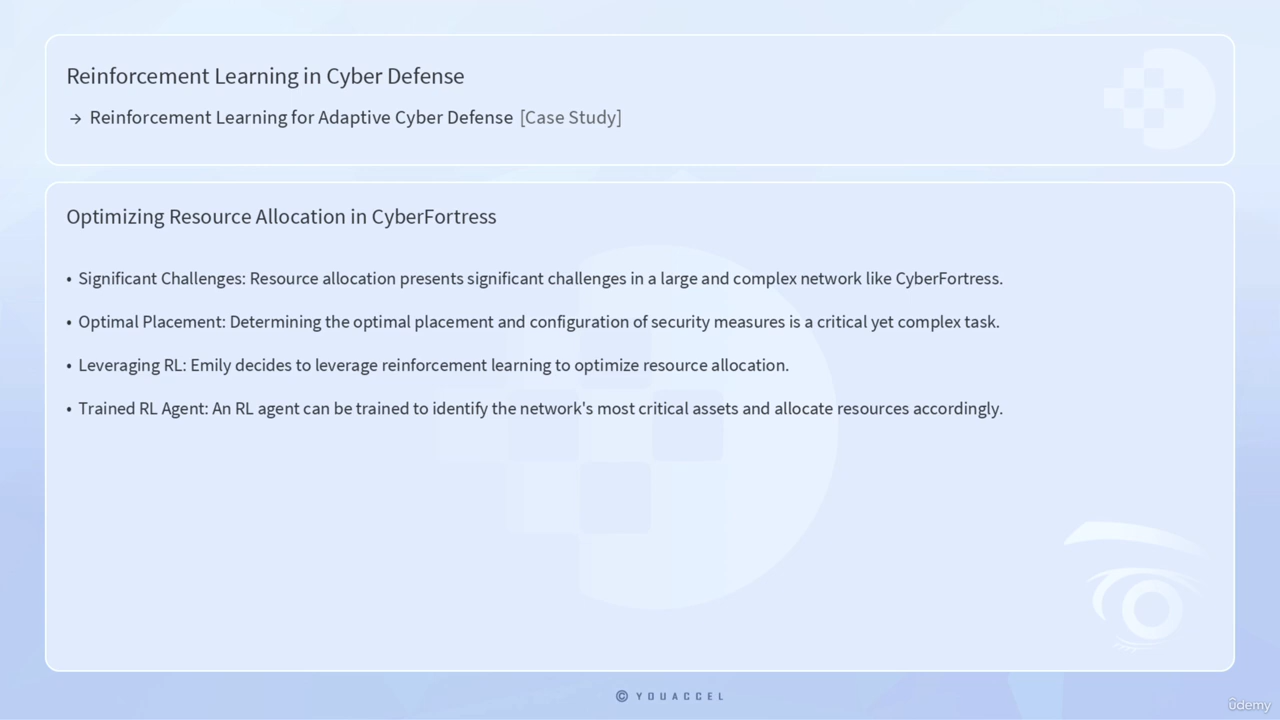 Reinforcement Learning in Cyber Defense
→ Reinforcement Learning for Adaptive Cyber Defense [Case Study]
Optimizing Resource Allocation in CyberFortress
• Significant Challenges: Resource allocation presents significant challenges in a large and complex network like CyberFortress.
• Optimal Placement: Determining the optimal placement and configuration of security measures is a critical yet complex task.
• Leveraging RL: Emily decides to leverage reinforcement learning to optimize resource allocation.
• Trained RL Agent: An RL agent can be trained to identify the network's most critical assets and allocate resources accordingly.
© YOUACCEL
ûdemy